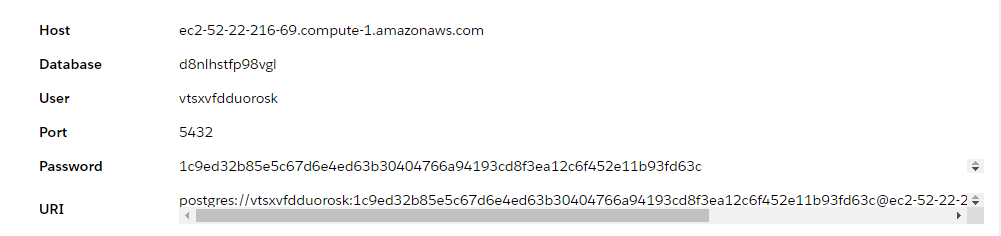 Host ec2-52-22-216-69.compute-1.amazonaws.com
Database d8nlhstfp98vgl
User vtsxvfdduorosk
Port 5432
Password 1c9ed32b85e5c67d6e4ed63b30404766a94193cd8f3ea12c6f452e11b93fd63c
URI postgres://vtsxvfdduorosk:1c9ed32b85e5c67d6e4ed63b30404766a94193cd8f3ea12c6f452e11b93fd63c@ec2-52-22-2